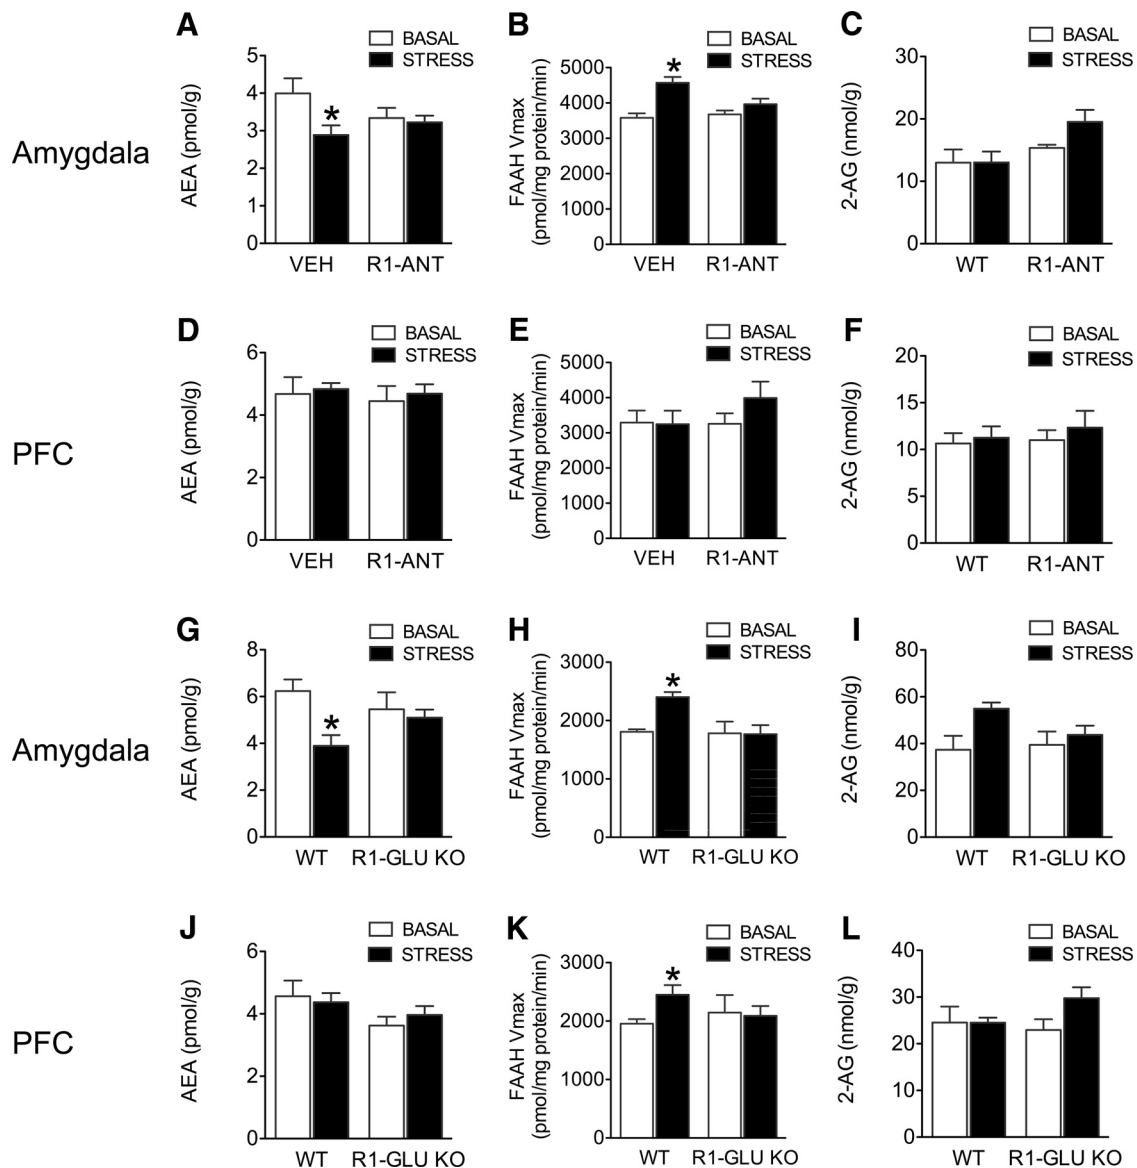 A
BASAL
STRESS
AEA (pmol/g)
5
4
3
2
1
0
*
VEH
R1-ANT
B
BASAL
STRESS
FAAH Vmax
(pmol/mg protein/min)
5000
4000
3000
2000
1000
0
*
VEH
R1-ANT
C
BASAL
STRESS
2-AG (nmol/g)
30
20
10
0
WT
R1-ANT
Amygdala
D
BASAL
STRESS
AEA (pmol/g)
6
4
2
0
VEH
R1-ANT
E
BASAL
STRESS
FAAH Vmax
(pmol/mg protein/min)
5000
4000
3000
2000
1000
0
VEH
R1-ANT
F
BASAL
STRESS
2-AG (nmol/g)
20
15
10
5
0
WT
R1-ANT
PFC
G
BASAL
STRESS
AEA (pmol/g)
8
6
4
2
0
*
WT
R1-GLU KO
H
BASAL
STRESS
FAAH Vmax
(pmol/mg protein/min)
3000
2000
1000
0
*
WT
R1-GLU KO
I
BASAL
STRESS
2-AG (nmol/g)
80
60
40
20
0
WT
R1-GLU KO
Amygdala
J
BASAL
STRESS
AEA (pmol/g)
6
4
2
0
WT
R1-GLU KO
K
BASAL
STRESS
FAAH Vmax
(pmol/mg protein/min)
3000
2000
1000
0
*
WT
R1-GLU KO
L
BASAL
STRESS
2-AG (nmol/g)
40
30
20
10
0
WT
R1-GLU KO
PFC